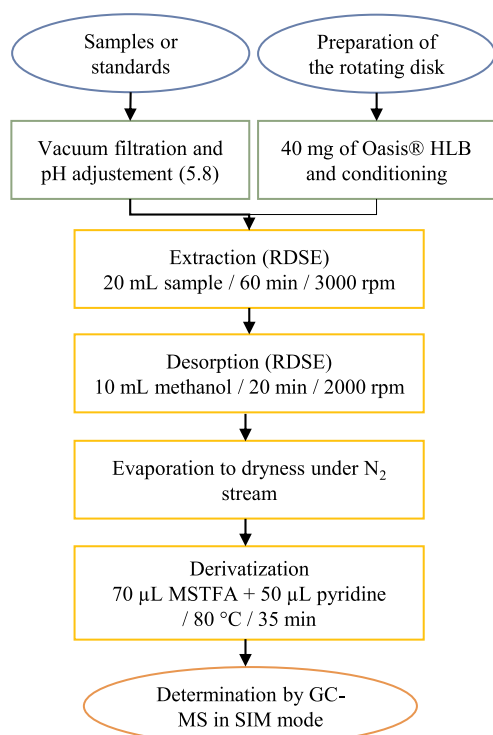 Samples or
standards
Preparation of
the rotating disk
Vacuum filtration and
pH adjustement (5.8)
40 mg of Oasis® HLB
and conditioning
Extraction (RDSE)
20 mL sample / 60 min / 3000 rpm
Desorption (RDSE)
10 mL methanol / 20 min / 2000 rpm
Evaporation to dryness under N₂
stream
Derivatization
70 µL MSTFA + 50 µL pyridine
/ 80 °C / 35 min
Determination by GC-
MS in SIM mode